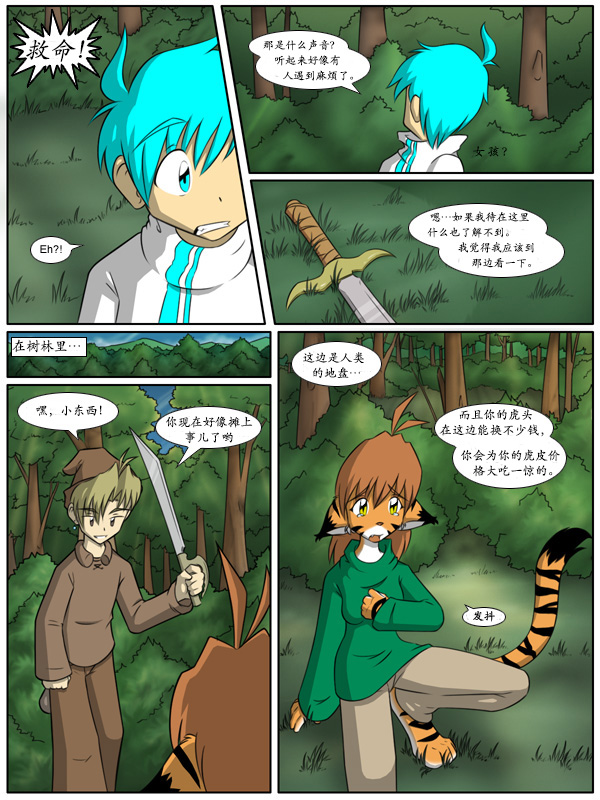 救命！
Eh?!
那是什么声音？
听起来好像有
人遇到麻烦了。
女孩？
嗯…如果我待在这里
什么也了解不到。
我觉得我应该到
那边看一下。
在树林里…
嘿，小东西！
你现在好像摊上
事儿了哟
这边是人类
的地盘…
而且你的虎头
在这边能换不少钱，
你会为你的虎皮价
格大吃一惊的。
发抖